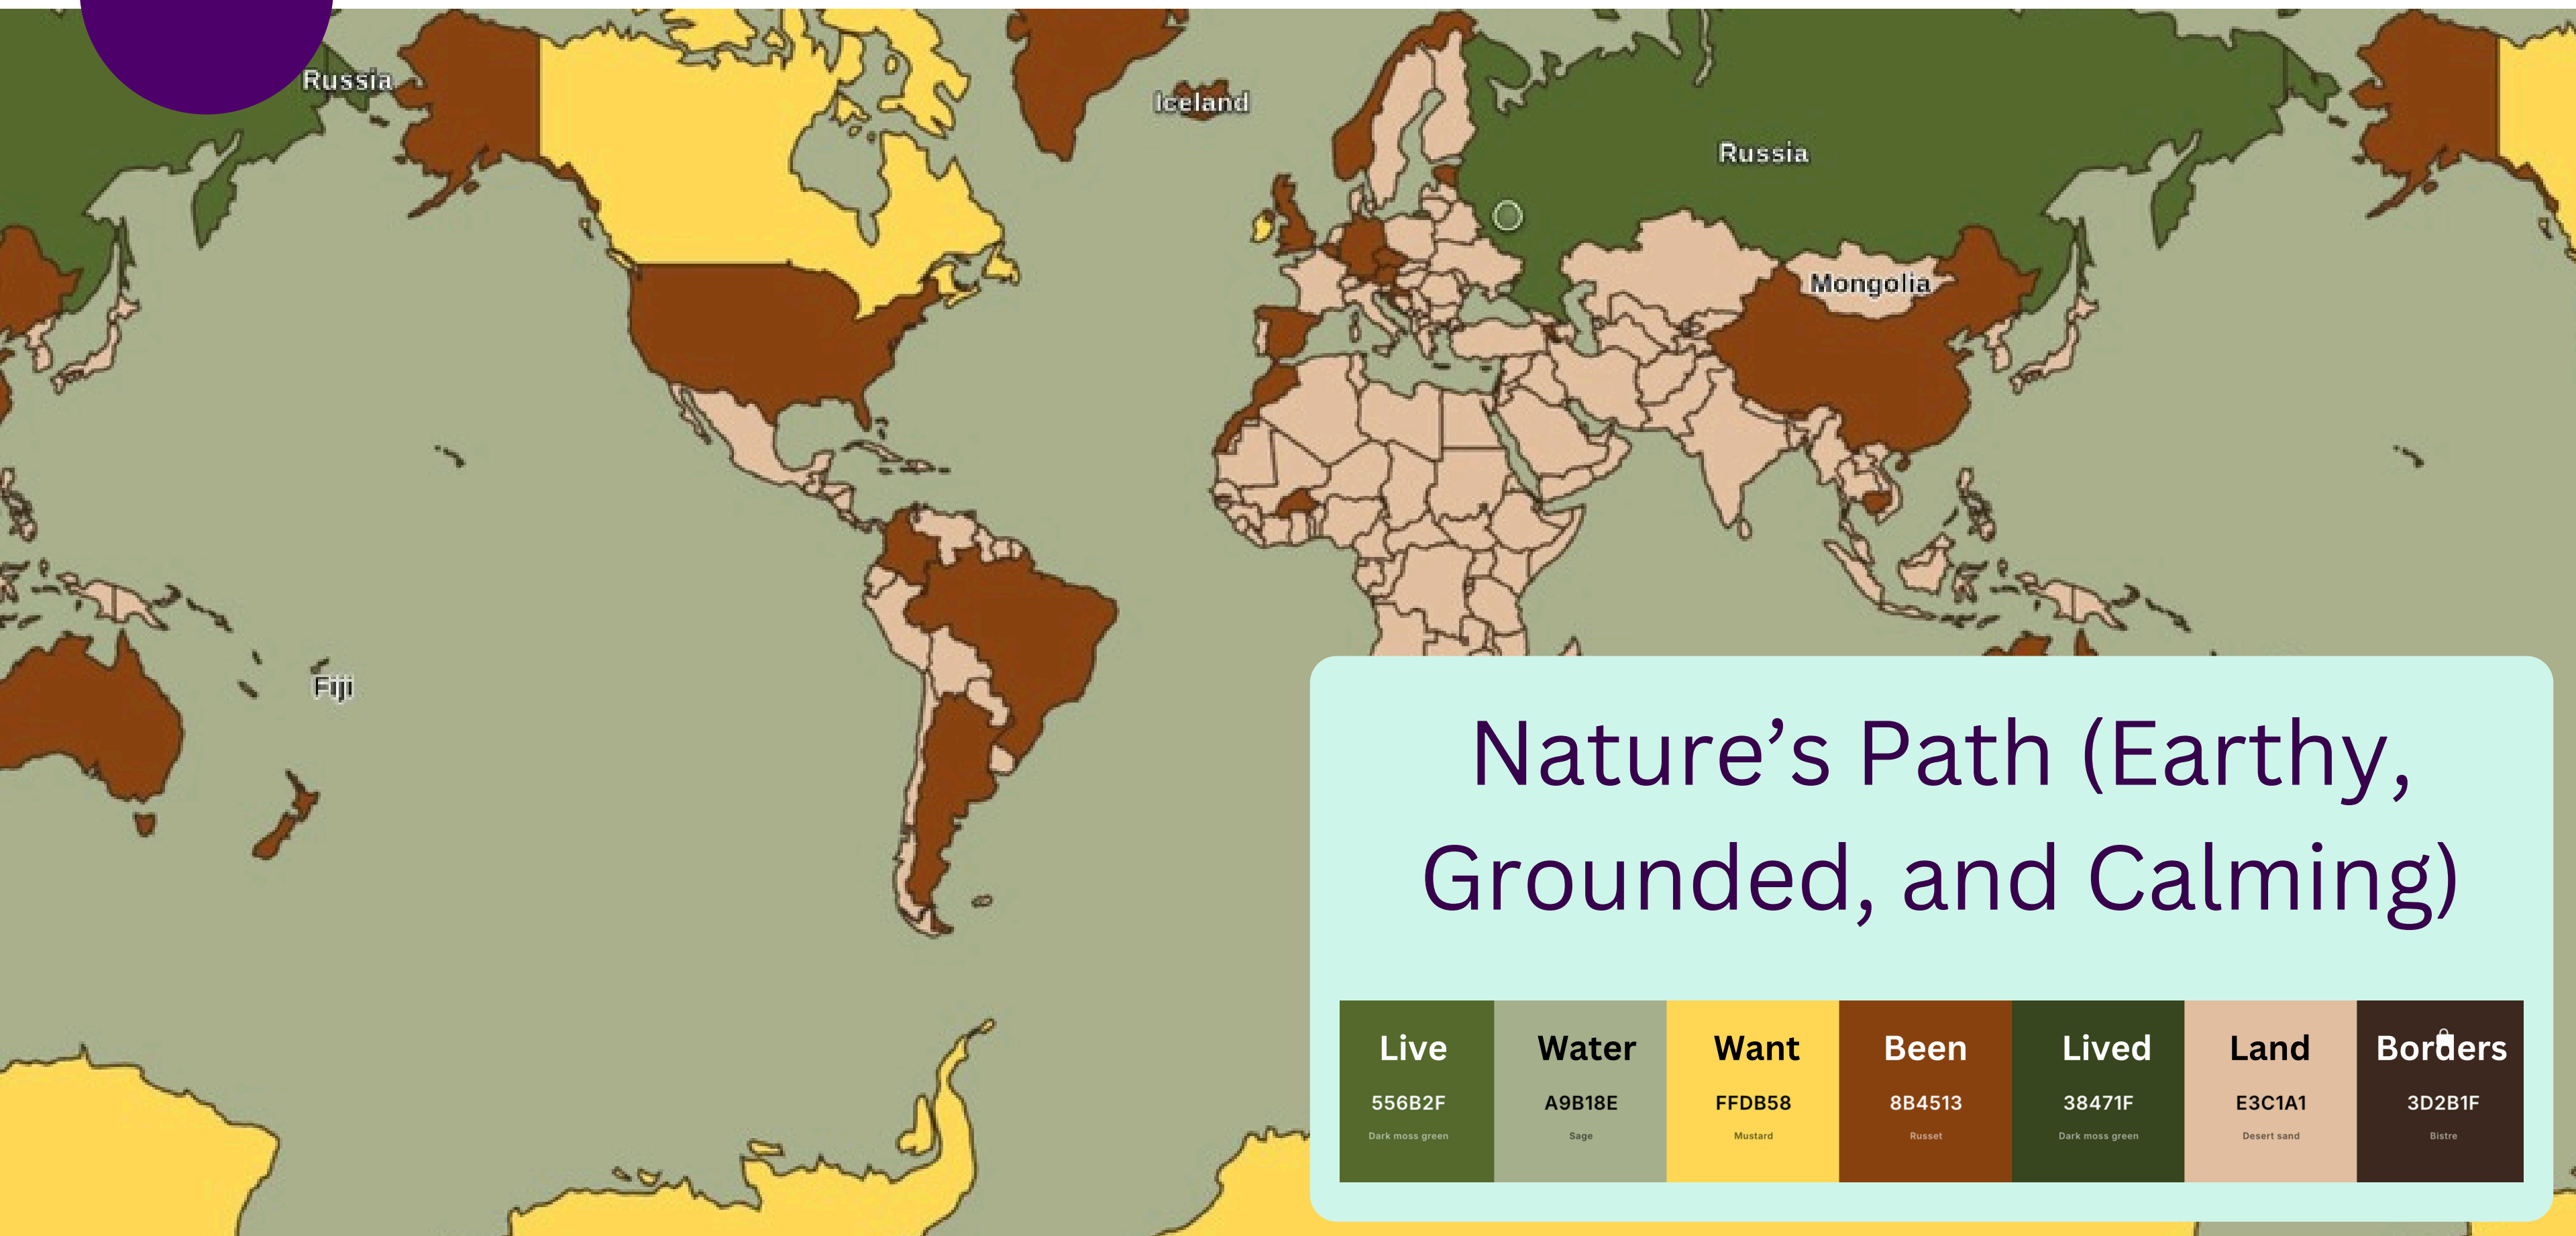 Russia
Iceland
Russia
Mongolia
Fiji
Nature’s Path (Earthy,
Grounded, and Calming)
Live Water Want Been Lived Land Borders
556B2F A9B18E FFDB58 8B4513 38471F E3C1A1 3D2B1F
Dark moss green Sage Mustard Russet Dark moss green Desert sand Bistre